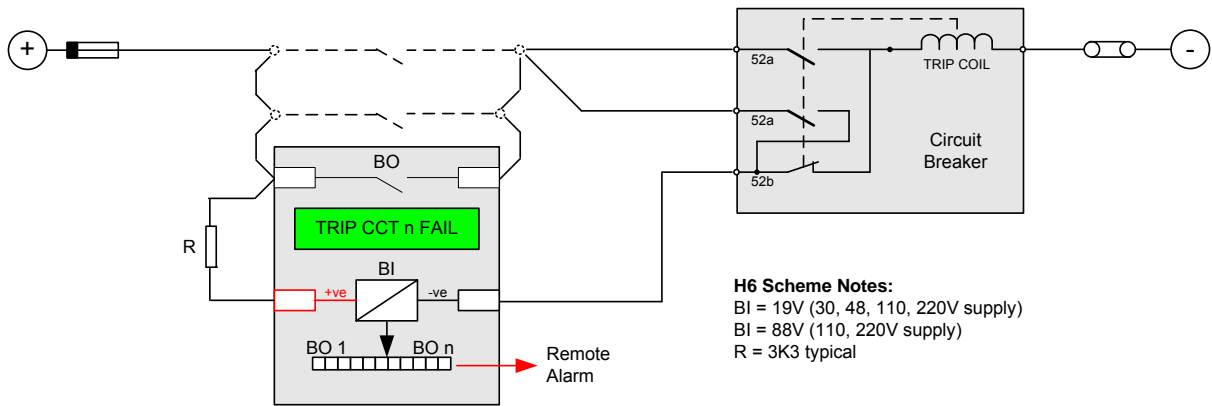 +
-
52a
TRIP COIL
52a
Circuit
Breaker
52b
BO
TRIP CCT n FAIL
R
BI
+ve
-ve
BO 1
BO n
Remote
Alarm
H6 Scheme Notes:
BI = 19V (30, 48, 110, 220V supply)
BI = 88V (110, 220V supply)
R = 3K3 typical